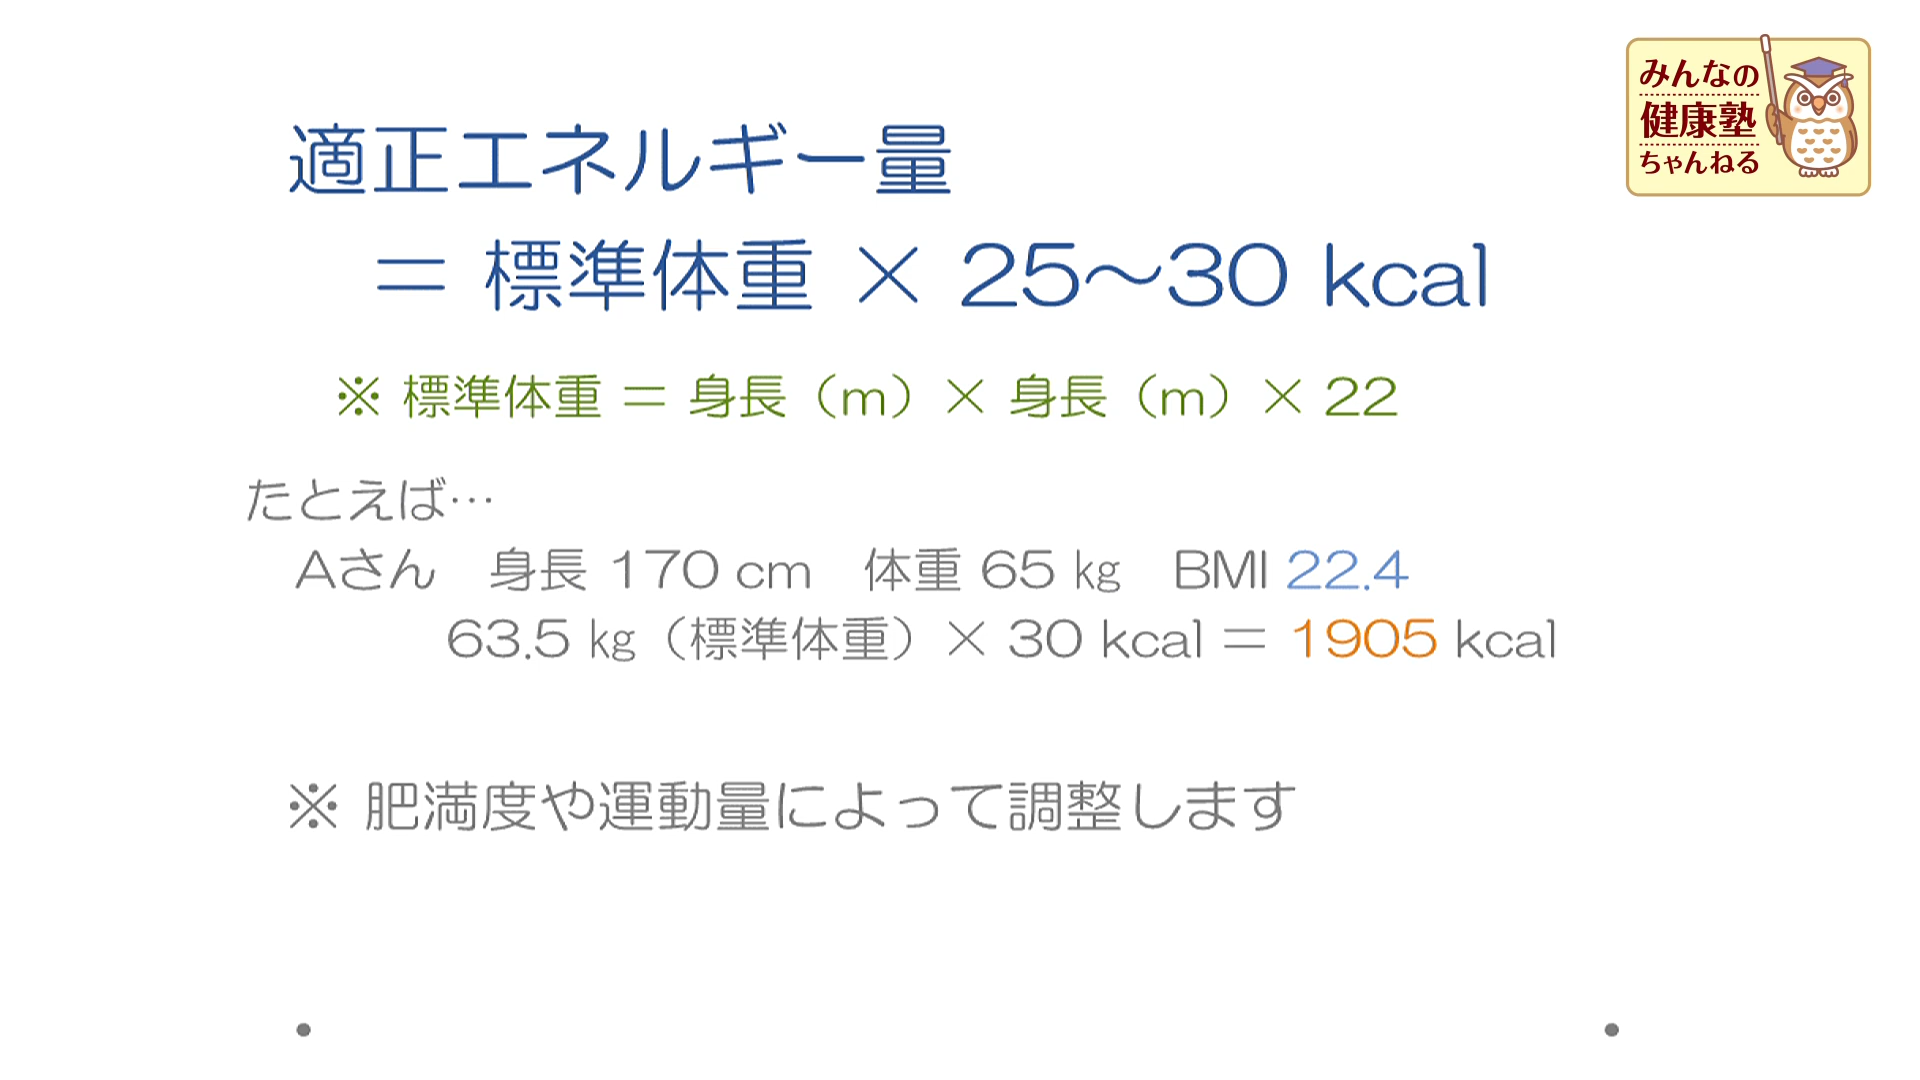 みんなの
健康塾
ちゃんねる
適正エネルギー量
＝ 標準体重 × 25～30 kcal
※ 標準体重 ＝ 身長（m）× 身長（m）× 22
たとえば…
Aさん　身長 170 cm　体重 65 ㎏　BMI 22.4
63.5 ㎏（標準体重）× 30 kcal ＝ 1905 kcal
※ 肥満度や運動量によって調整します